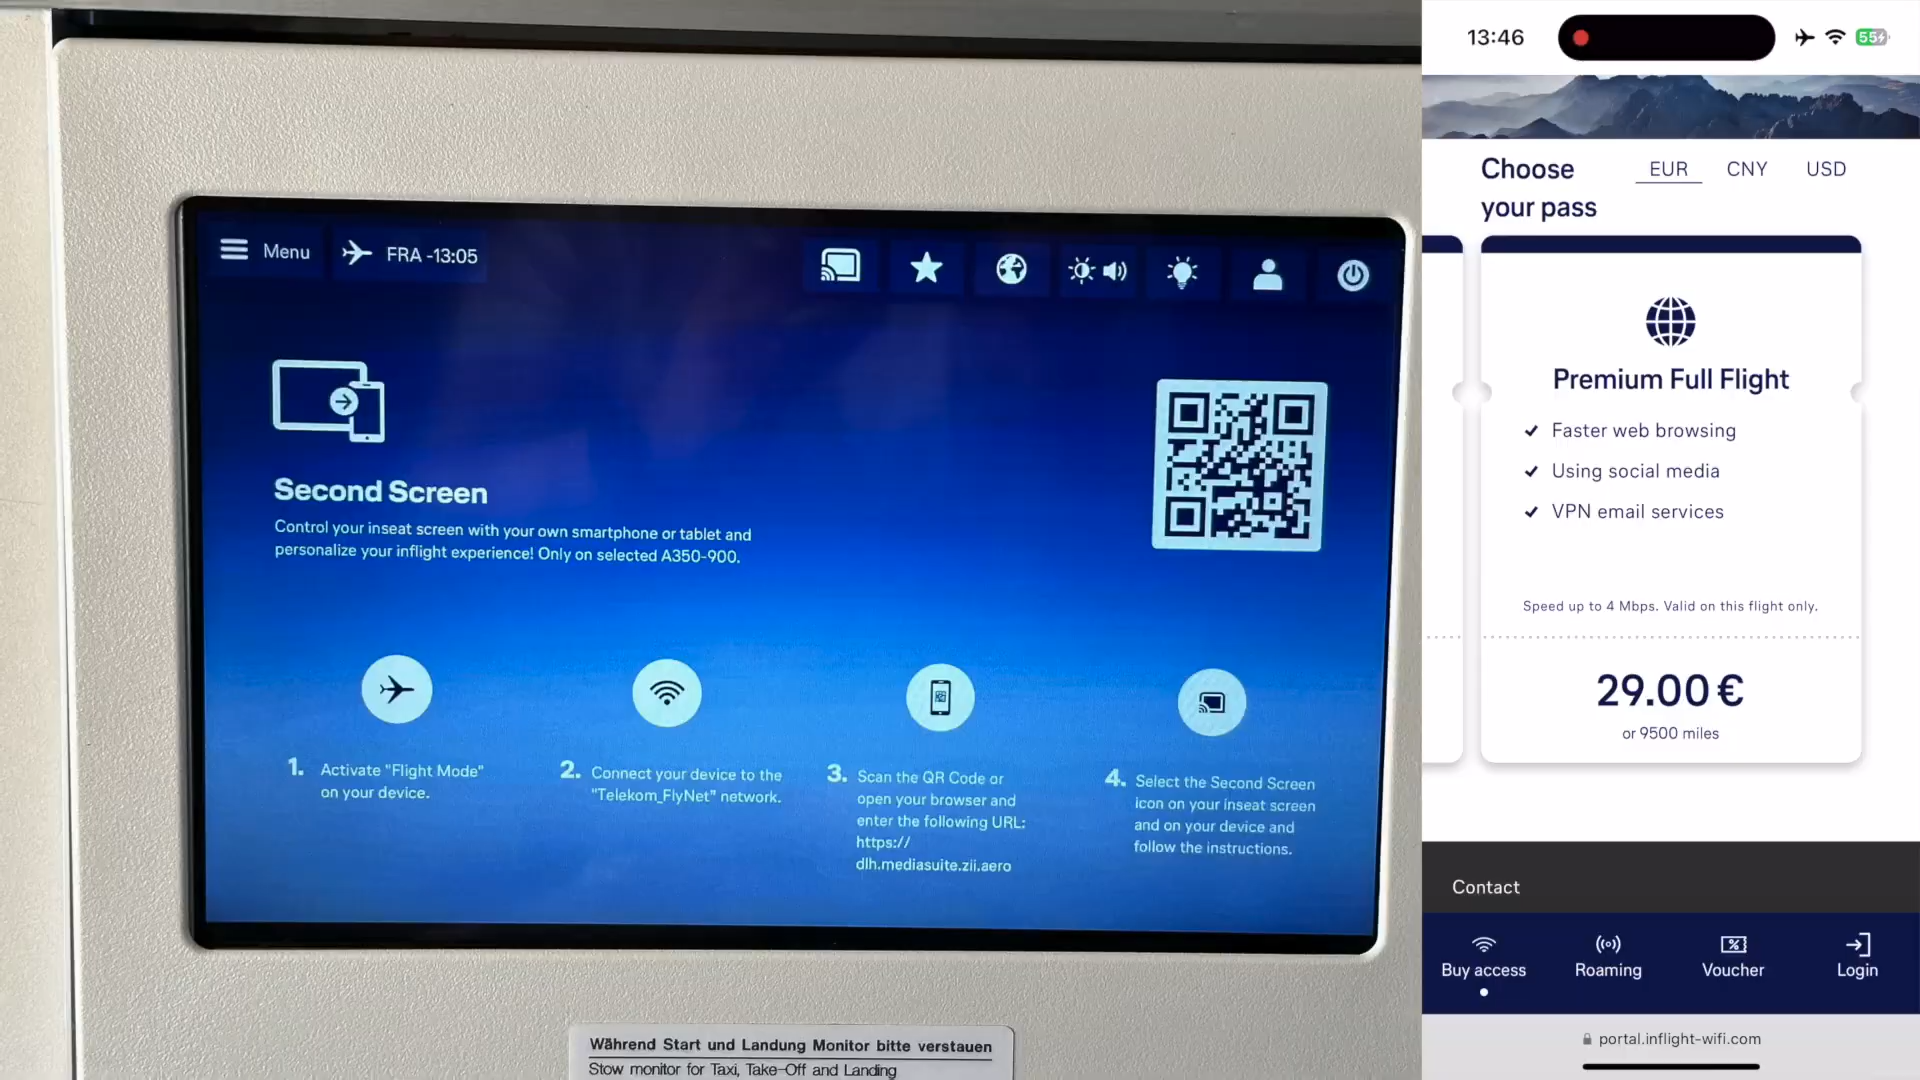 Menu
FRA -13:05
Second Screen
Control your inseat screen with your own smartphone or tablet and
personalize your inflight experience! Only on selected A350-900.
1. Activate "Flight Mode"
on your device.
2. Connect your device to the
"Telekom_FlyNet" network.
3. Scan the QR Code or
open your browser and
enter the following URL:
https://
dlh.mediasuite.zii.aero
4. Select the Second Screen
icon on your inseat screen
and on your device and
follow the instructions.
Während Start und Landung Monitor bitte verstauen
Stow monitor for Taxi, Take-Off and Landing
13:46
55
Choose
your pass
EUR CNY USD
Premium Full Flight
Faster web browsing
Using social media
VPN email services
Speed up to 4 Mbps. Valid on this flight only.
29.00 €
or 9500 miles
Contact
Buy access
Roaming
Voucher
Login
portal.inflight-wifi.com